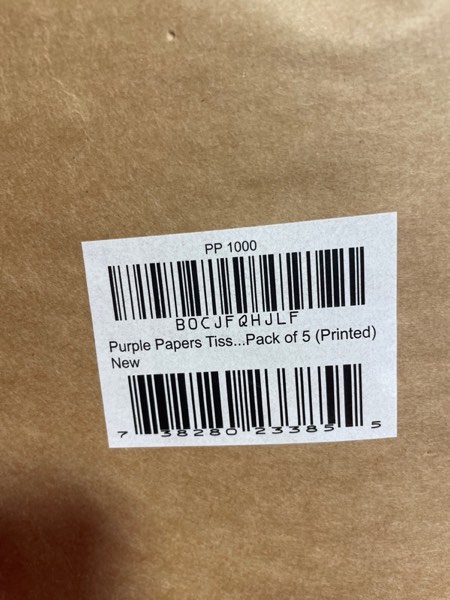 PP 1000
B0CJFQHJLF
Purple Papers Tiss...Pack of 5 (Printed)
New
7 38280 23385 5